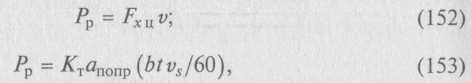 Pр = Fx ц v; (152)
Pр = Kт aпопр (bt vs/60), (153)